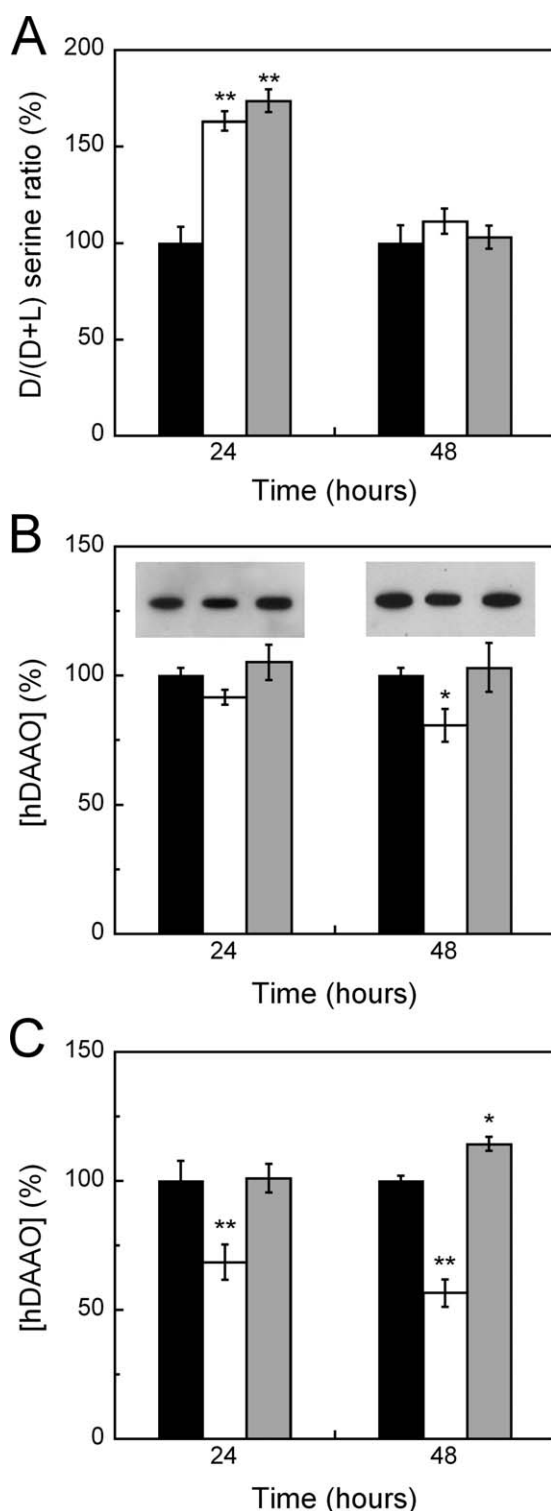 A
D/(D+L) serine ratio (%)
200
150
100
50
0
**
**
24
48
Time (hours)
B
[hDAAO] (%)
150
100
50
0
*
24
48
Time (hours)
C
[hDAAO] (%)
150
100
50
0
**
**
*
24
48
Time (hours)